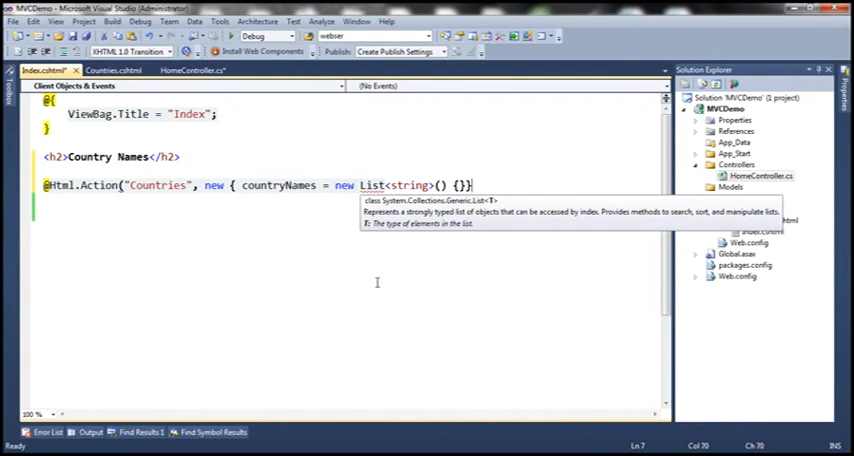 MVCDemo - Microsoft Visual Studio (Administrator)
File Edit View Project Build Debug Team Data Tools Architecture Test Analyze Window Help
Debug webser
XHTML 1.0 Transition Install Web Components Publish: Create Publish Settings
Index.cshtml* Countries.cshtml HomeController.cs*
Client Objects & Events (No Events)
@{
ViewBag.Title = "Index";
}
<h2>Country Names</h2>
@Html.Action("Countries", new { countryNames = new List<string>() {}}
class System.Collections.Generic.List<T>
Represents a strongly typed list of objects that can be accessed by index. Provides methods to search, sort, and manipulate lists.
T: The type of elements in the list.
100 %
Toolbox
Solution Explorer
Solution 'MVCDemo' (1 project)
MVCDemo
Properties
References
App_Data
App_Start
Controllers
HomeController.cs
Models
Index.cshtml
Web.config
Global.asax
packages.config
Web.config
Properties
Error List Output Find Results 1 Find Symbol Results
Ready Ln 7 Col 70 Ch 70 INS